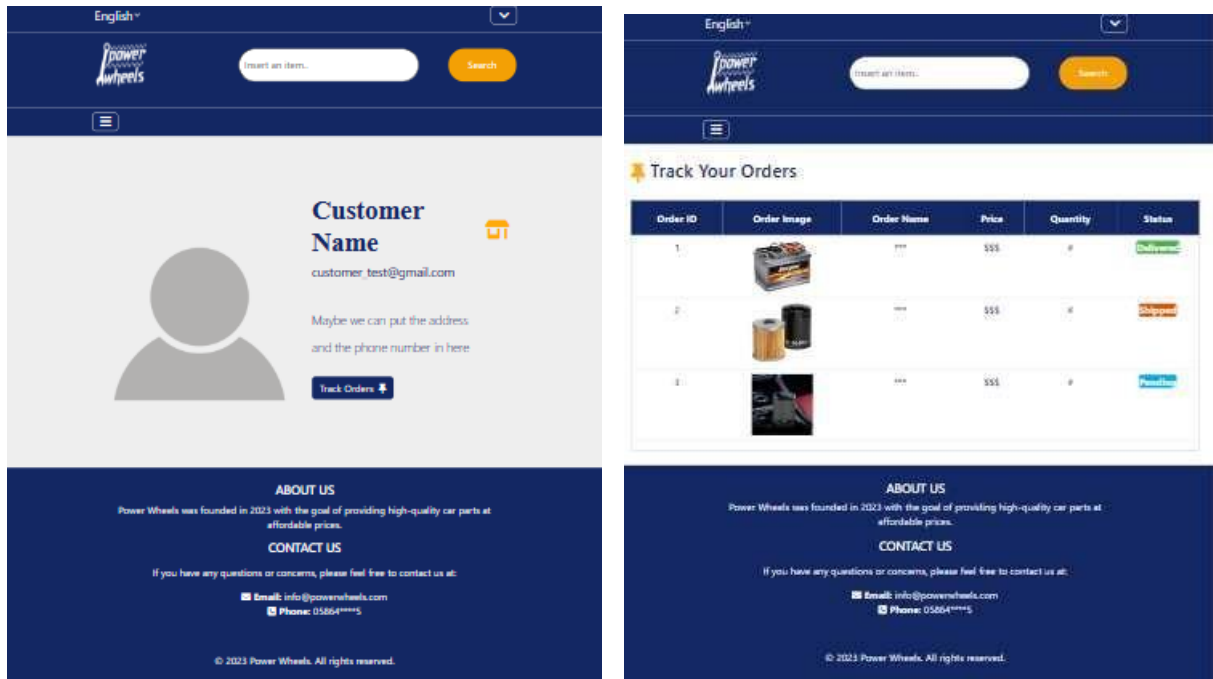 English
power
wheels
Insert an item..
Search
Customer
Name
customer_test@gmail.com
Maybe we can put the address
and the phone number in here
Track Orders
ABOUT US
Power Wheels was founded in 2023 with the goal of providing high-quality car parts at
affordable prices.
CONTACT US
If you have any questions or concerns, please feel free to contact us at:
Email: info@powerwheels.com
Phone: 05864****5
© 2023 Power Wheels. All rights reserved.
English
power
wheels
Insert an item..
Search
Track Your Orders
Order ID Order Image Order Name Price Quantity Status
1 *** $$$ # Delivered
2 *** $$$ # Shipped
3 *** $$$ # Pending
ABOUT US
Power Wheels was founded in 2023 with the goal of providing high-quality car parts at
affordable prices.
CONTACT US
If you have any questions or concerns, please feel free to contact us at:
Email: info@powerwheels.com
Phone: 05864****5
© 2023 Power Wheels. All rights reserved.